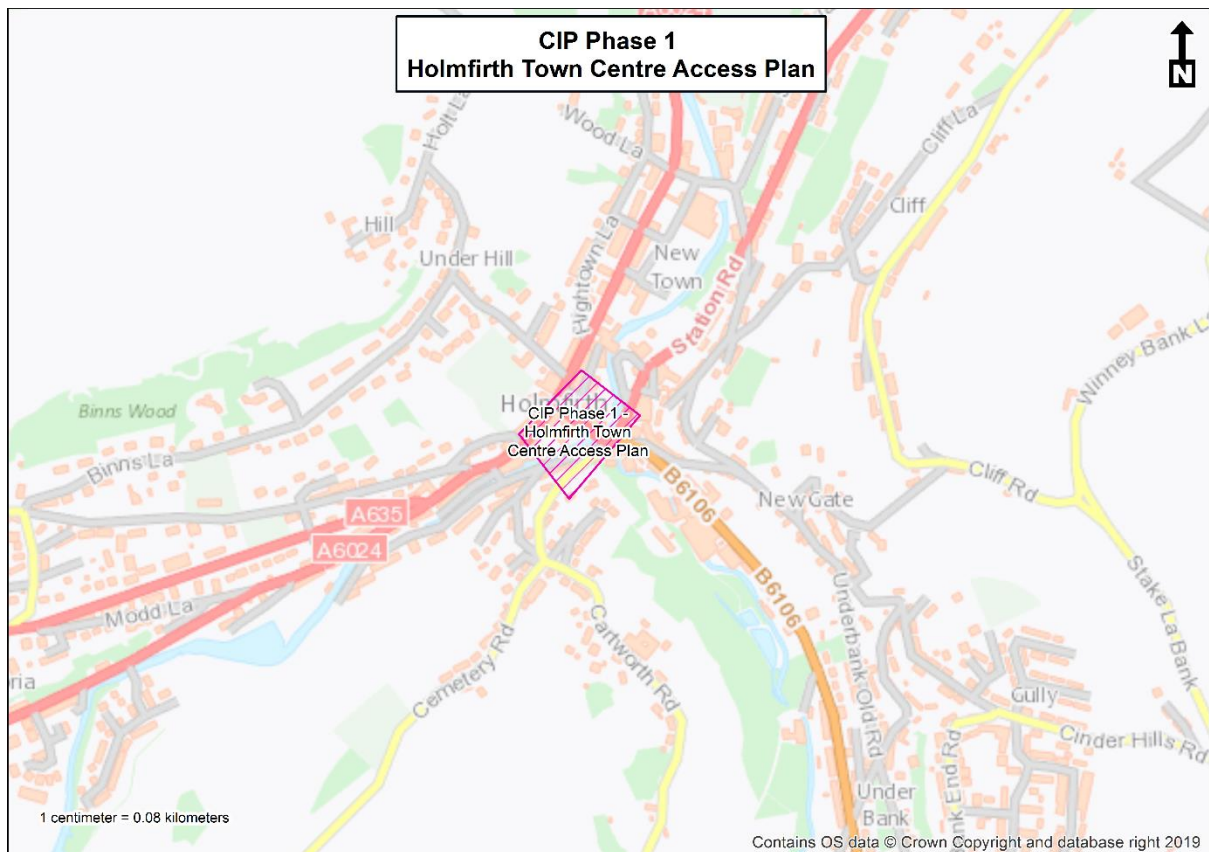 CIP Phase 1
Holmfirth Town Centre Access Plan
N
Wood La
Holt La
Cliff La
Hill
Cliff
Under Hill
Hightown La
New
Town
Station Rd
Winney Bank La
Binns Wood
Holmfirth
CIP Phase 1 -
Holmfirth Town
Centre Access Plan
Binns La
B6106
Cliff Rd
New Gate
A635
A6024
Modd La
B6106
Stake La Bank
Underbank Old Rd
Cartworth Rd
Cemetery Rd
oria
Gully
Cinder Hills Rd
Bank End Rd
Under
Bank
1 centimeter = 0.08 kilometers
Contains OS data © Crown Copyright and database right 2019